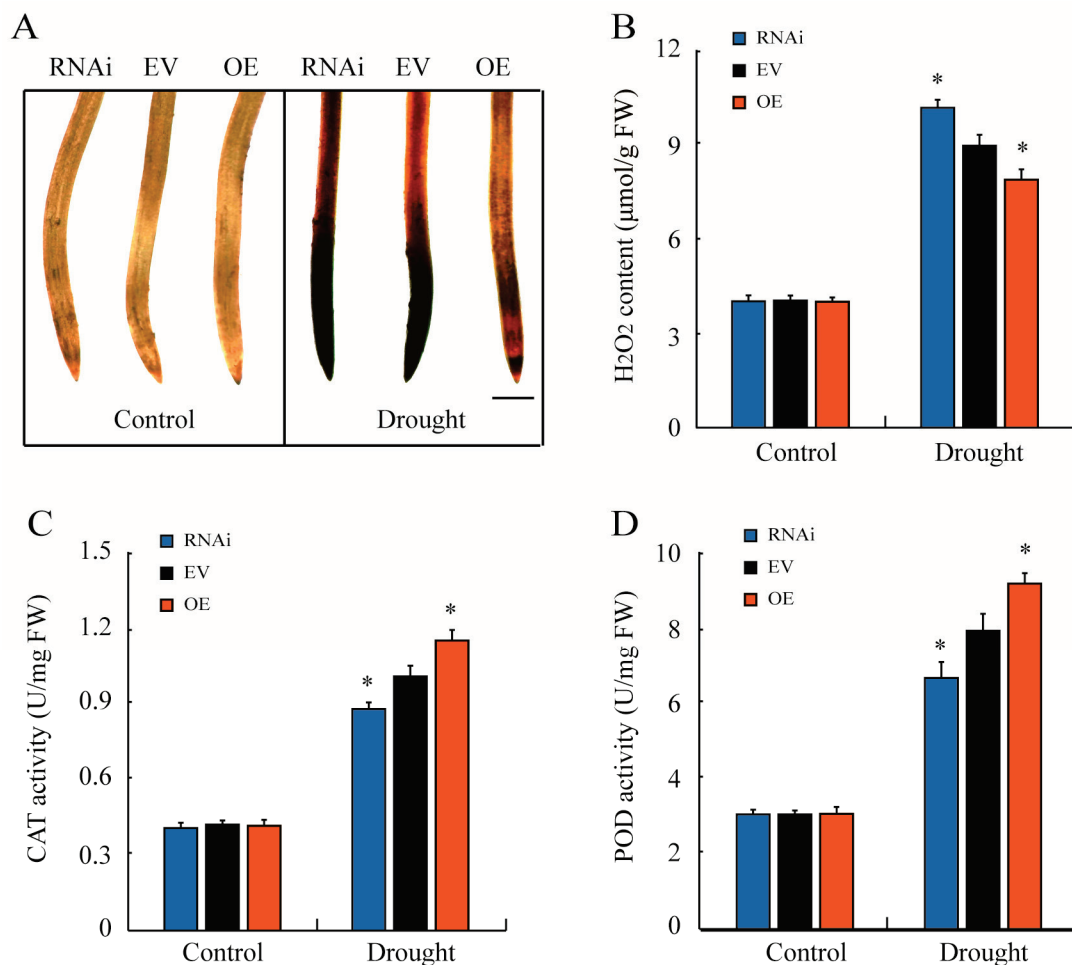 A
RNAi EV OE RNAi EV OE
Control Drought
B
RNAi
EV
OE
H2O2 content (μmol/g FW)
12
9
6
3
0
*
*
Control Drought
C
RNAi
EV
OE
CAT activity (U/mg FW)
1.5
1.2
0.9
0.6
0.3
0
*
*
Control Drought
D
RNAi
EV
OE
POD activity (U/mg FW)
10
8
6
4
2
0
*
*
Control Drought